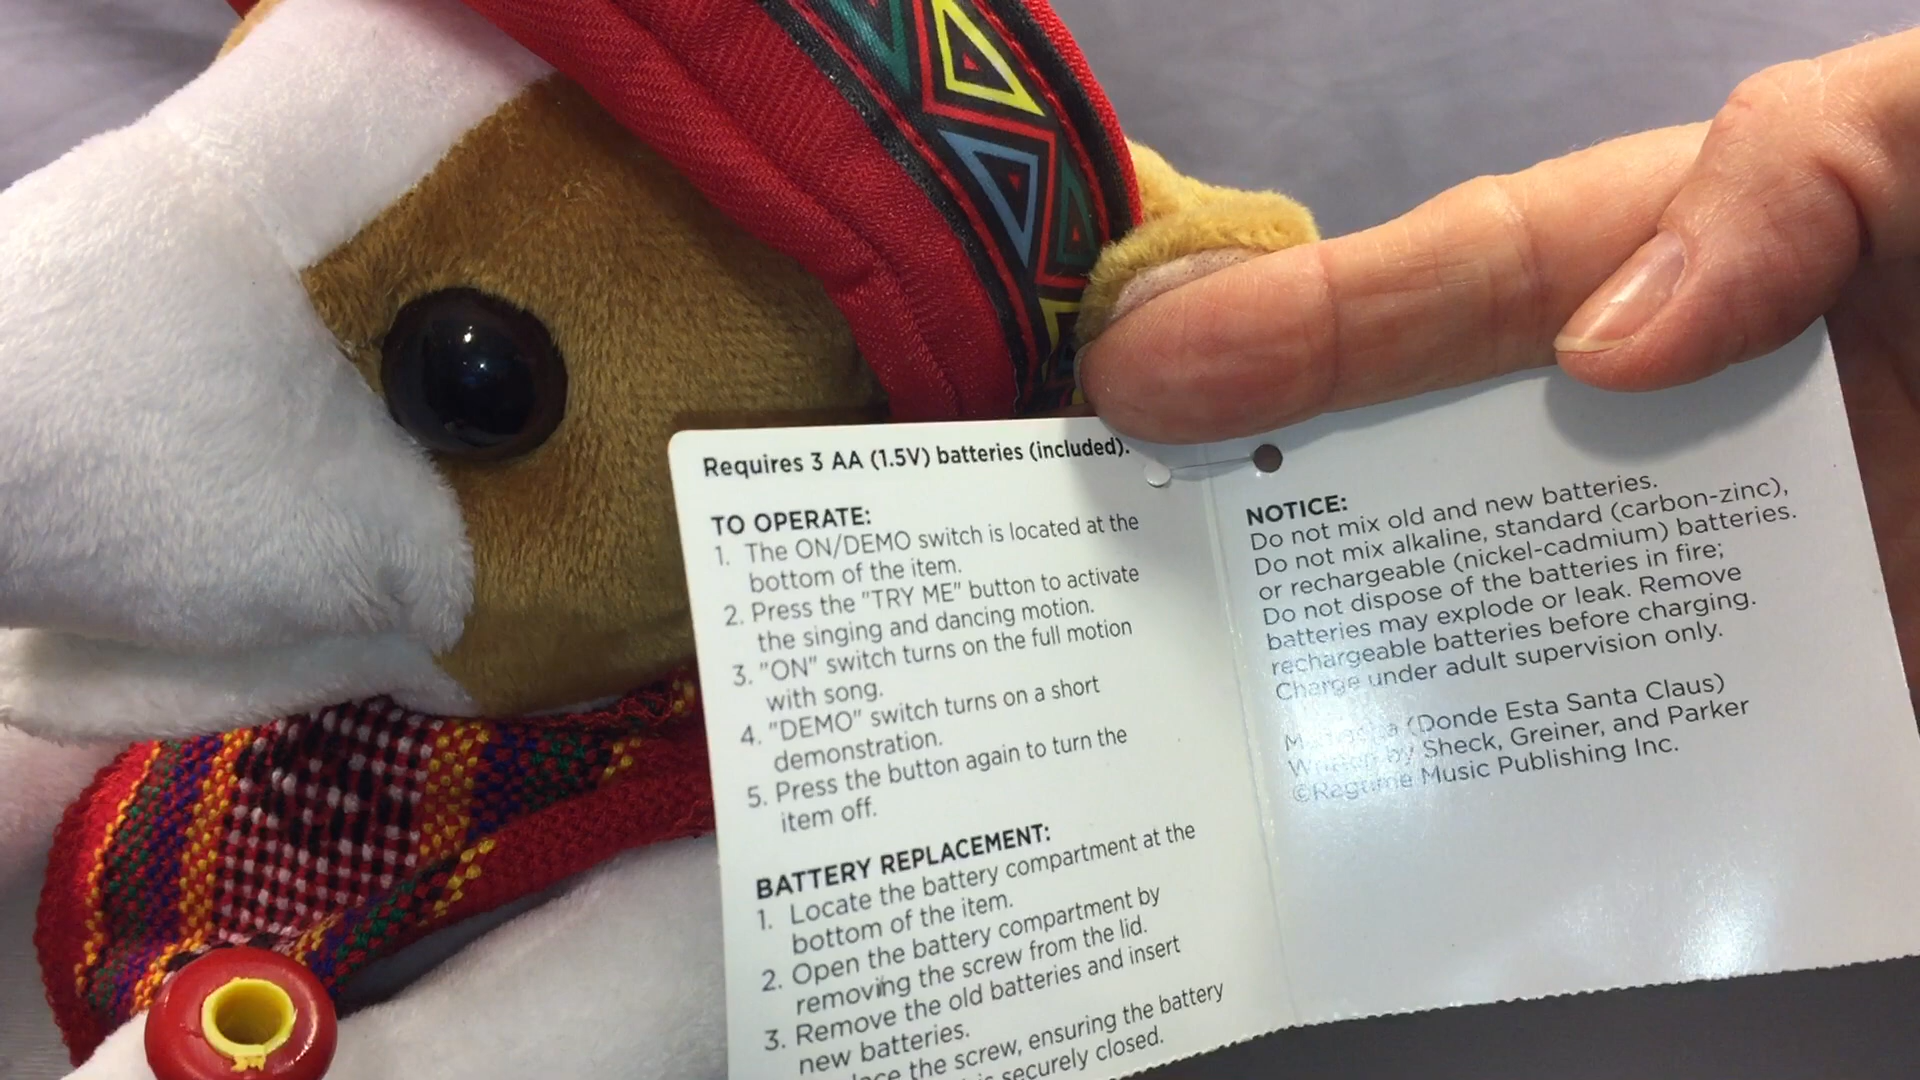 Requires 3 AA (1.5V) batteries (included).
TO OPERATE:
1. The ON/DEMO switch is located at the
bottom of the item.
2. Press the "TRY ME" button to activate
the singing and dancing motion.
3. "ON" switch turns on the full motion
with song.
4. "DEMO" switch turns on a short
demonstration.
5. Press the button again to turn the
item off.
BATTERY REPLACEMENT:
1. Locate the battery compartment at the
bottom of the item.
2. Open the battery compartment by
removing the screw from the lid.
3. Remove the old batteries and insert
new batteries.
the screw, ensuring the battery
securely closed.
NOTICE:
Do not mix old and new batteries.
Do not mix alkaline, standard (carbon-zinc),
or rechargeable (nickel-cadmium) batteries.
Do not dispose of the batteries in fire;
batteries may explode or leak. Remove
rechargeable batteries before charging.
Charge under adult supervision only.
(Donde Esta Santa Claus)
Written by Sheck, Greiner, and Parker
©Ragtime Music Publishing Inc.